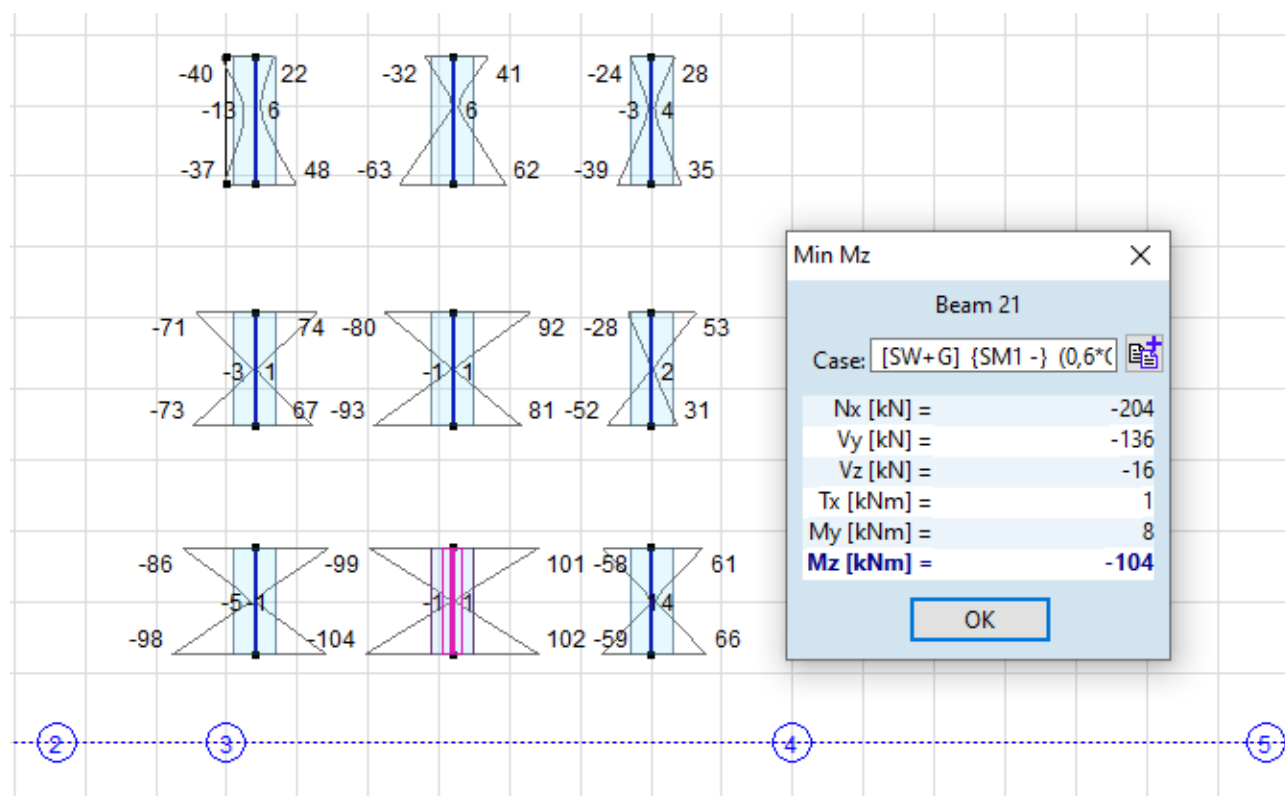 -40 22 -32 41 -24 28
-13 6 6 -3 4
-37 48 -63 62 -39 35
Min Mz
Beam 21
Case: [SW+G] {SM1 -} (0,6*
Nx [kN] = -204
Vy [kN] = -136
Vz [kN] = -16
Tx [kNm] = 1
My [kNm] = 8
Mz [kNm] = -104
OK
-71 74 -80 92 -28 53
-3 1 -1 1 2
-73 67 -93 81 -52 31
-86 -99 101 -58 61
-5 -1 -1 1 14
-98 -104 102 -59 66
2 3 4 5